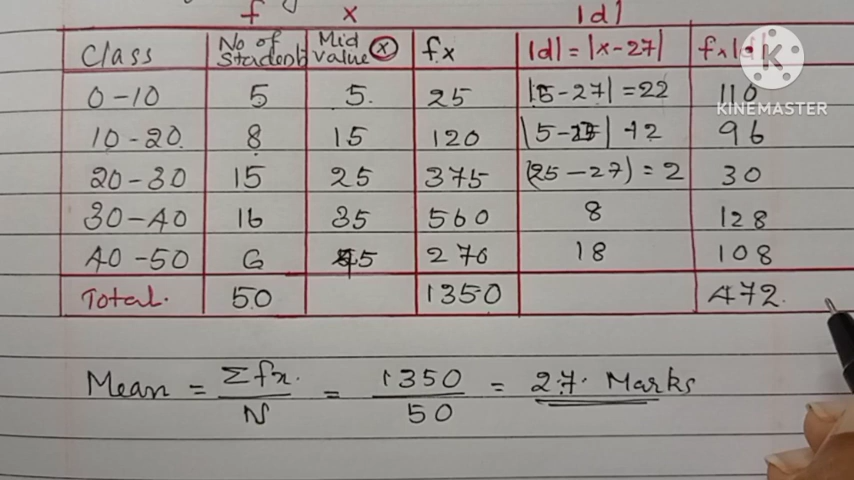 f x |d|
Class No of Student Mid Value (x) fx |d| = |x-27| fx|d|
0-10 5 5 25 |5-27| = 22 110
10-20 8 15 120 12 96
20-30 15 25 375 (25-27) = 2 30
30-40 16 35 560 8 128
40-50 6 45 270 18 108
Total. 50 1350 472.
Mean = Σfx. / N = 1350 / 50 = 27. Marks
KINEMASTER